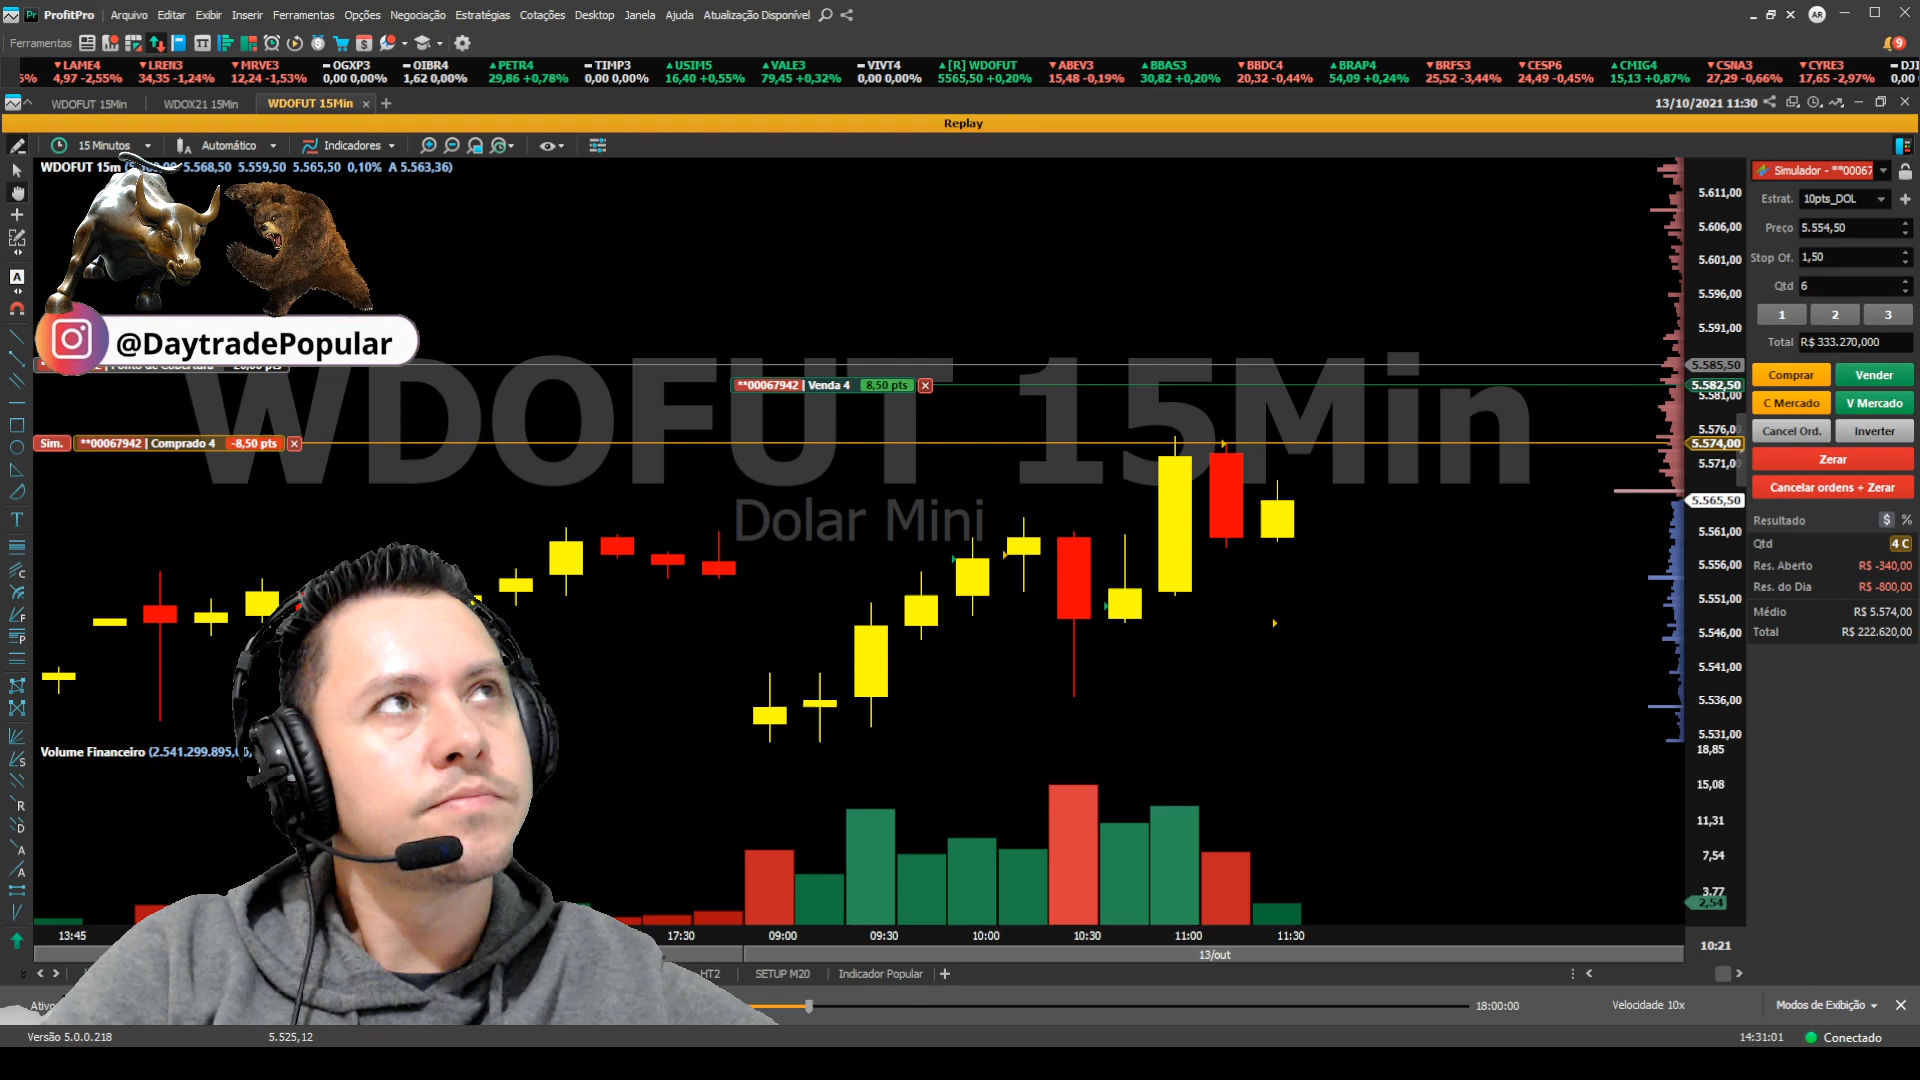 ProfitPro Arquivo Editar Exibir Inserir Ferramentas Opções Negociação Estratégias Cotações Desktop Janela Ajuda Atualização Disponível AR
Ferramentas 9
LAME4 LREN3 MRVE3 OGXP3 OIBR4 PETR4 TIMP3 USIM5 VALE3 VIVT4 [R] WDOFUT ABEV3 BBAS3 BBDC4 BRAP4 BRFS3 CESP6 CMIG4 CSNA3 CYRE3 DJI
4,97 -2,55% 34,35 -1,24% 12,24 -1,53% 0,00 0,00% 1,62 0,00% 29,86 +0,78% 0,00 0,00% 16,40 +0,55% 79,45 +0,32% 0,00 0,00% 5565,50 +0,20% 15,48 -0,19% 30,82 +0,20% 20,32 -0,44% 54,09 +0,24% 25,52 -3,44% 24,49 -0,45% 15,13 +0,87% 27,29 -0,66% 17,65 -2,97% 0,00
WDOFUT 15Min WDOX21 15Min WDOFUT 15Min 13/10/2021 11:30
Replay
15 Minutos Automático Indicadores
WDOFUT 15m 5.568,50 5.559,50 5.565,50 0,10% A 5.563,36)
@DaytradePopular
WDOFUT 15Min
Dolar Mini
**00067942 | Venda 4 8,50 pts
Sim. **00067942 | Comprado 4 -8,50 pts
Volume Financeiro (2.541.299.895,
5.611,00
5.606,00
5.601,00
5.596,00
5.591,00
5.585,50
5.582,50
5.581,00
5.576,00
5.574,00
5.571,00
5.565,50
5.561,00
5.556,00
5.551,00
5.546,00
5.541,00
5.536,00
5.531,00
18,85
15,08
11,31
7,54
3,77
2,54
10:21
Simulador - **00067
Estrat. 10pts_DOL
Preço 5.554,50
Stop Of. 1,50
Qtd 6
1 2 3
Total R$ 333.270,000
Comprar Vender
C Mercado V Mercado
Cancel Ord. Inverter
Zerar
Cancelar ordens + Zerar
Resultado $ %
Qtd 4 C
Res. Aberto R$ -340,00
Res. do Dia R$ -800,00
Médio R$ 5.574,00
Total R$ 222.620,00
13:45 17:30 09:00 09:30 10:00 10:30 11:00 11:30
13/out
HT2 SETUP M20 Indicador Popular
18:00:00 Velocidade 10x Modos de Exibição
Versão 5.0.0.218 5.525,12 14:31:01 Conectado